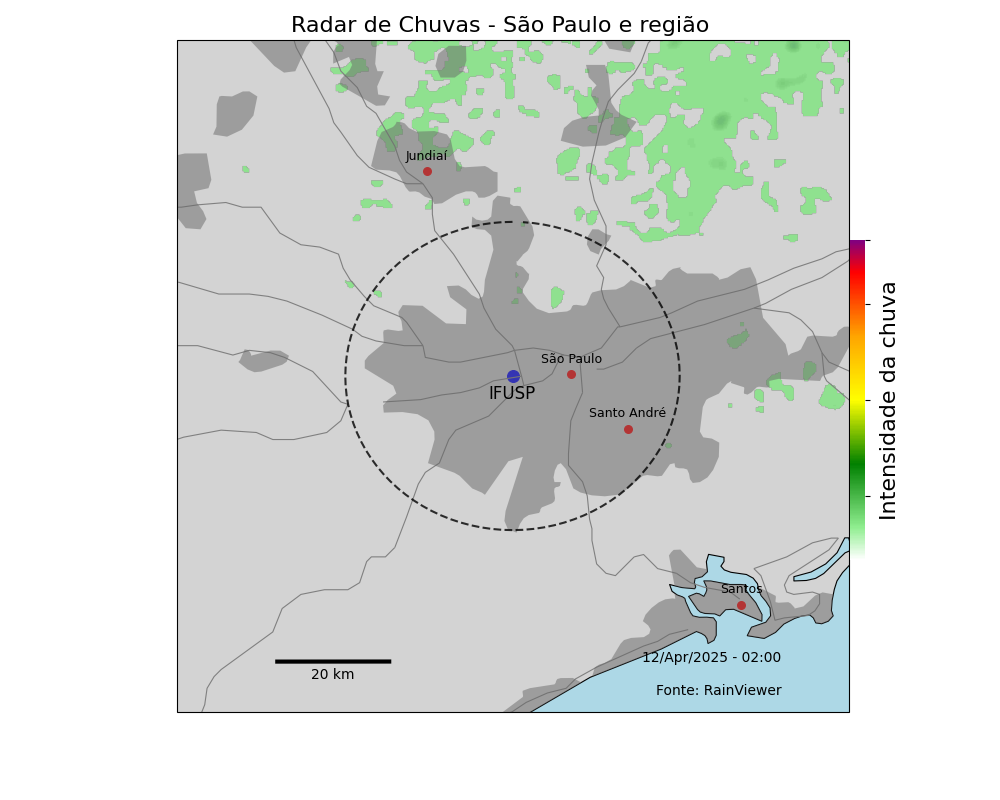 Radar de Chuvas - São Paulo e região
Jundiaí
São Paulo
IFUSP
Santo André
Santos
Intensidade da chuva
20 km
12/Apr/2025 - 02:00
Fonte: RainViewer